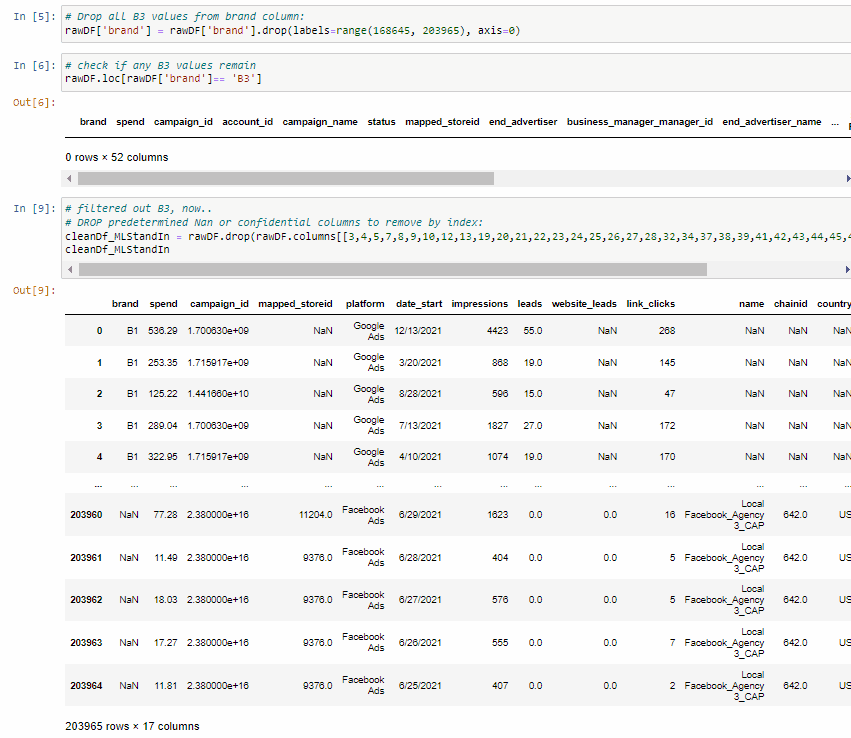 In [5]: # Drop all B3 values from brand column:
rawDF['brand'] = rawDF['brand'].drop(labels=range(168645, 203965), axis=0)
In [6]: # check if any B3 values remain
rawDF.loc[rawDF['brand']== 'B3']
Out[6]:
brand spend campaign_id account_id campaign_name status mapped_storeid end_advertiser business_manager_manager_id end_advertiser_name ...
0 rows × 52 columns
In [9]: # filtered out B3, now..
# DROP predetermined Nan or confidential columns to remove by index:
cleanDf_MLStandIn = rawDF.drop(rawDF.columns[[3,4,5,7,8,9,10,12,13,19,20,21,22,23,24,25,26,27,28,32,34,37,38,39,41,42,43,44,45,
cleanDf_MLStandIn
Out[9]:
brand spend campaign_id mapped_storeid platform date_start impressions leads website_leads link_clicks name chainid country
0 B1 536.29 1.700630e+09 NaN Google Ads 12/13/2021 4423 55.0 NaN 268 NaN NaN NaN
1 B1 253.35 1.715917e+09 NaN Google Ads 3/20/2021 868 19.0 NaN 145 NaN NaN NaN
2 B1 125.22 1.441660e+10 NaN Google Ads 8/28/2021 596 15.0 NaN 47 NaN NaN NaN
3 B1 289.04 1.700630e+09 NaN Google Ads 7/13/2021 1827 27.0 NaN 172 NaN NaN NaN
4 B1 322.95 1.715917e+09 NaN Google Ads 4/10/2021 1074 19.0 NaN 170 NaN NaN NaN
... ... ... ... ... ... ... ... ... ... ... ... ...
203960 NaN 77.28 2.380000e+16 11204.0 Facebook Ads 6/29/2021 1623 0.0 0.0 16 Local Facebook_Agency 3_CAP 642.0 US
203961 NaN 11.49 2.380000e+16 9376.0 Facebook Ads 6/28/2021 404 0.0 0.0 5 Local Facebook_Agency 3_CAP 642.0 US
203962 NaN 18.03 2.380000e+16 9376.0 Facebook Ads 6/27/2021 576 0.0 0.0 5 Local Facebook_Agency 3_CAP 642.0 US
203963 NaN 17.27 2.380000e+16 9376.0 Facebook Ads 6/26/2021 555 0.0 0.0 7 Local Facebook_Agency 3_CAP 642.0 US
203964 NaN 11.81 2.380000e+16 9376.0 Facebook Ads 6/25/2021 407 0.0 0.0 2 Local Facebook_Agency 3_CAP 642.0 US
203965 rows × 17 columns